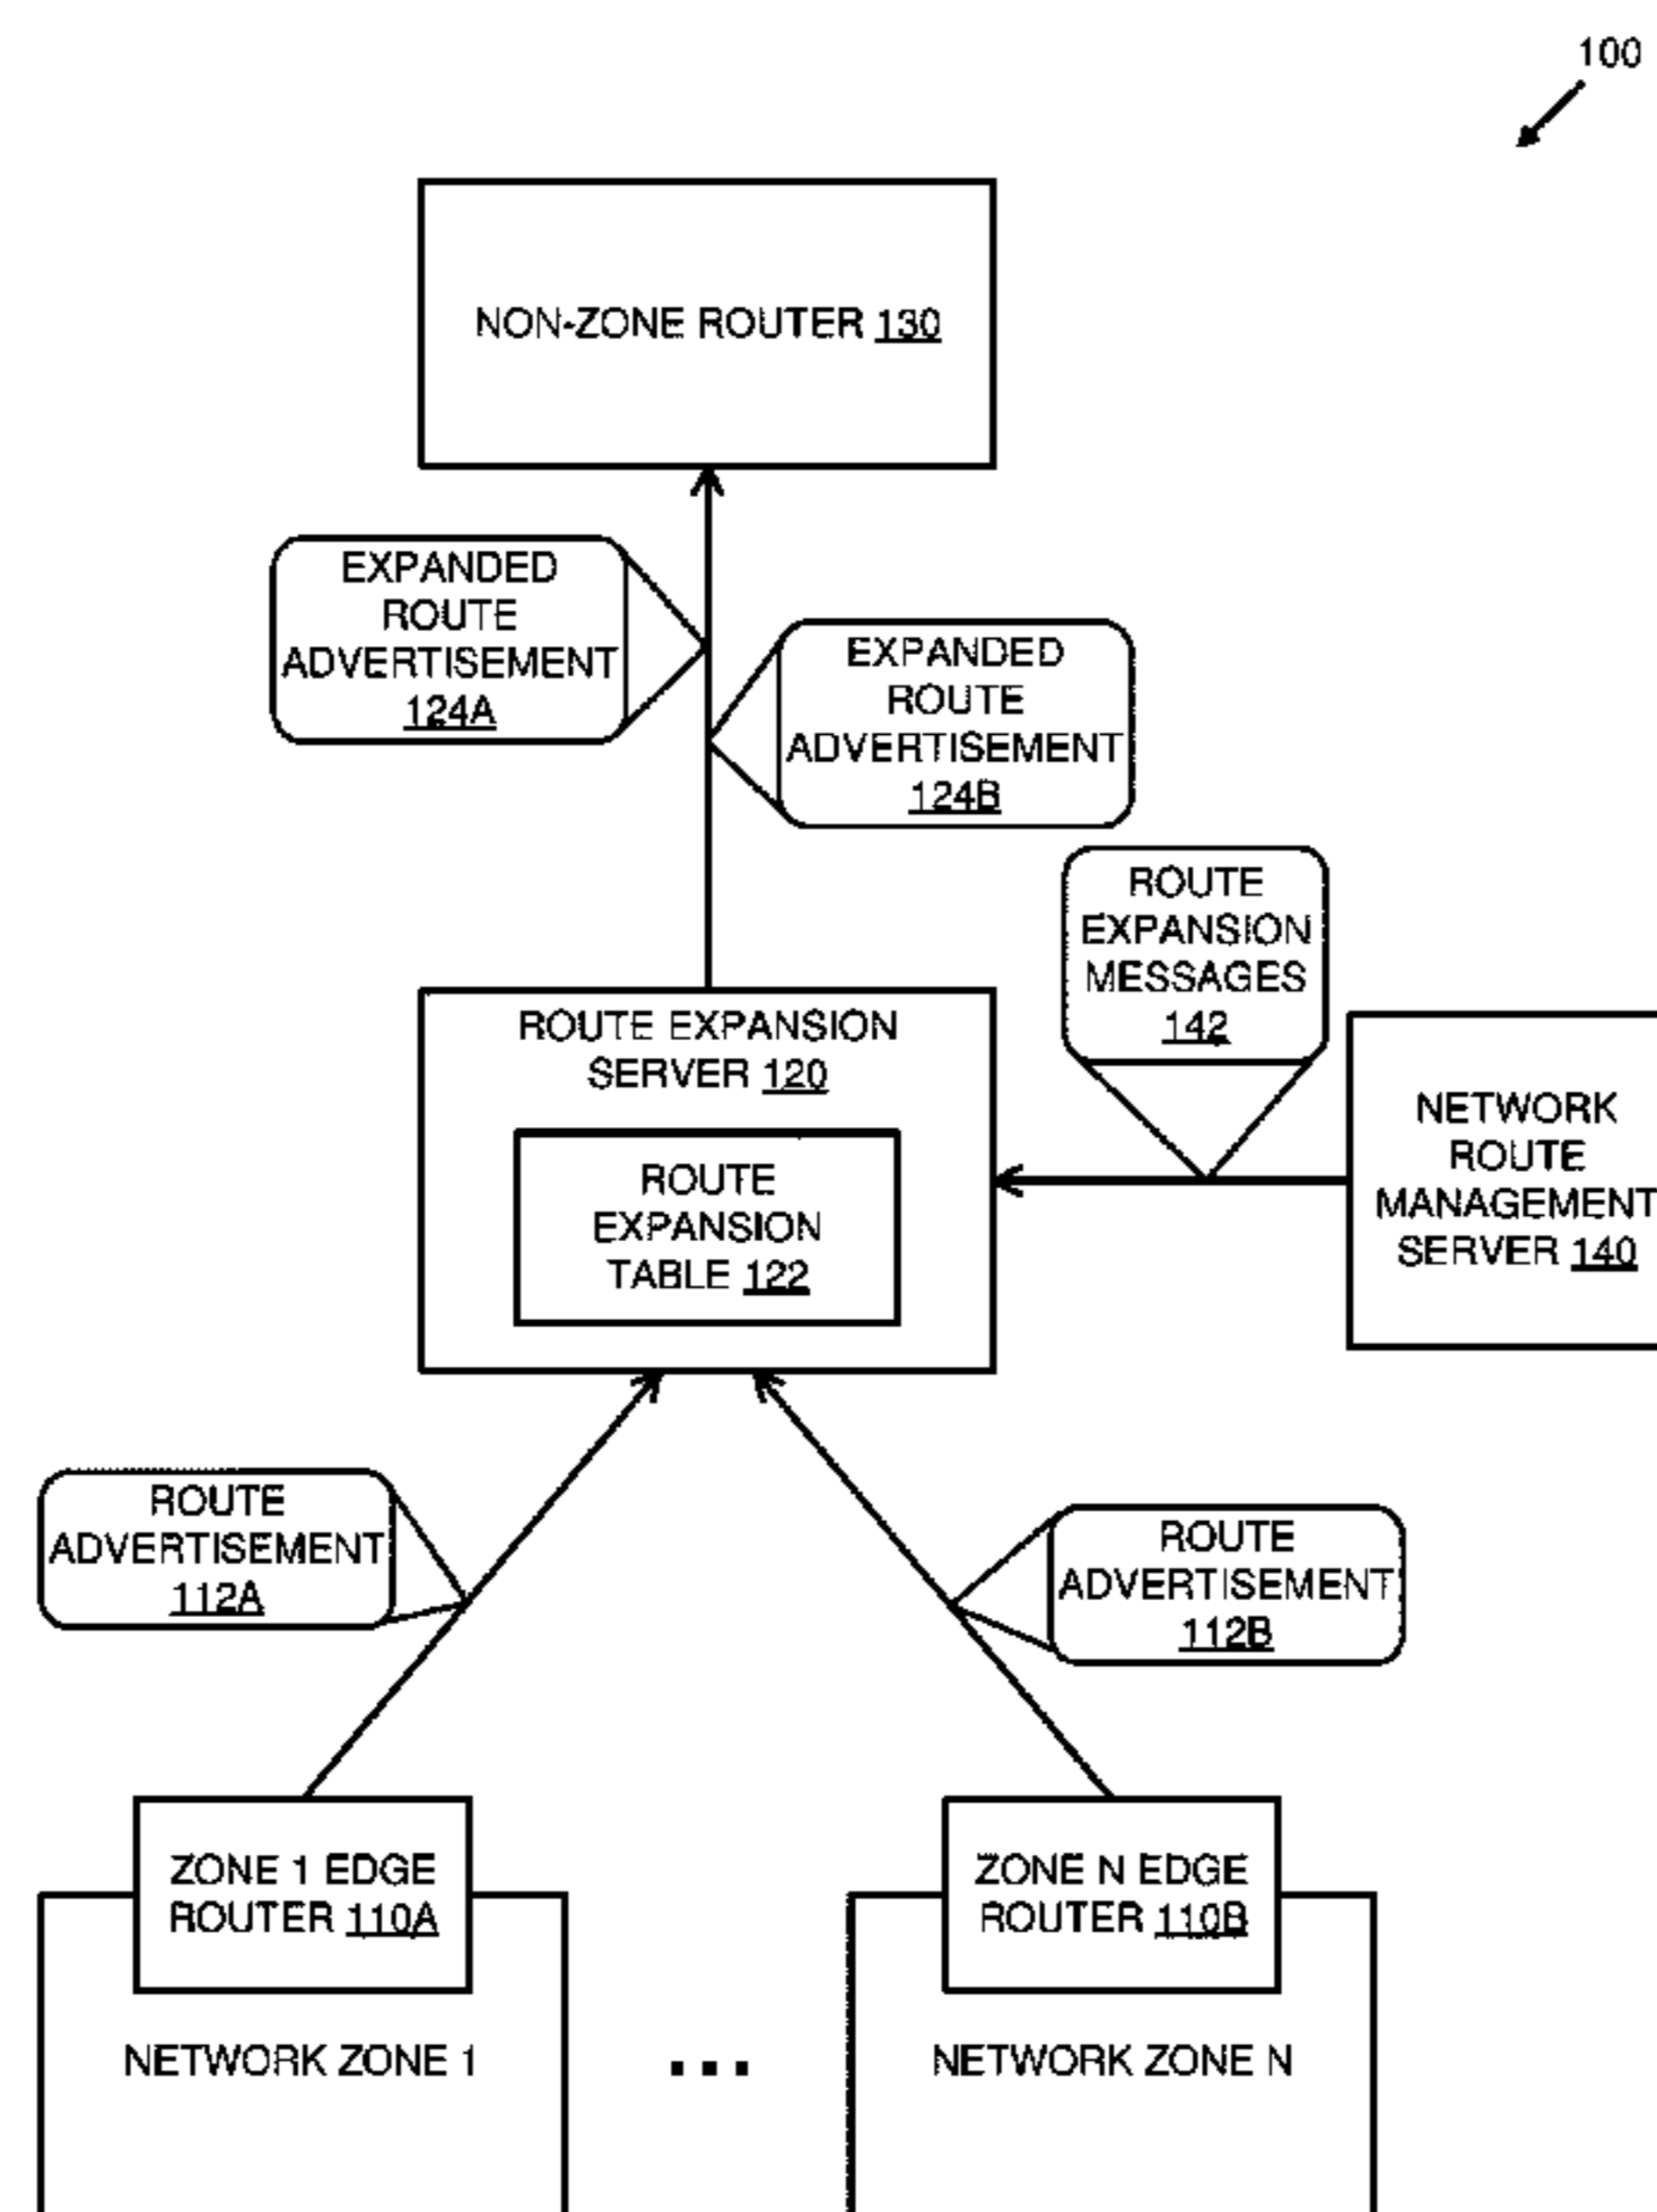 100
NON-ZONE ROUTER 130
EXPANDED
ROUTE
ADVERTISEMENT
124A
EXPANDED
ROUTE
ADVERTISEMENT
124B
ROUTE
EXPANSION
MESSAGES
142
ROUTE EXPANSION
SERVER 120
ROUTE
EXPANSION
TABLE 122
NETWORK
ROUTE
MANAGEMENT
SERVER 140
ROUTE
ADVERTISEMENT
112A
ROUTE
ADVERTISEMENT
112B
ZONE 1 EDGE
ROUTER 110A
ZONE N EDGE
ROUTER 110B
NETWORK ZONE 1
...
NETWORK ZONE N